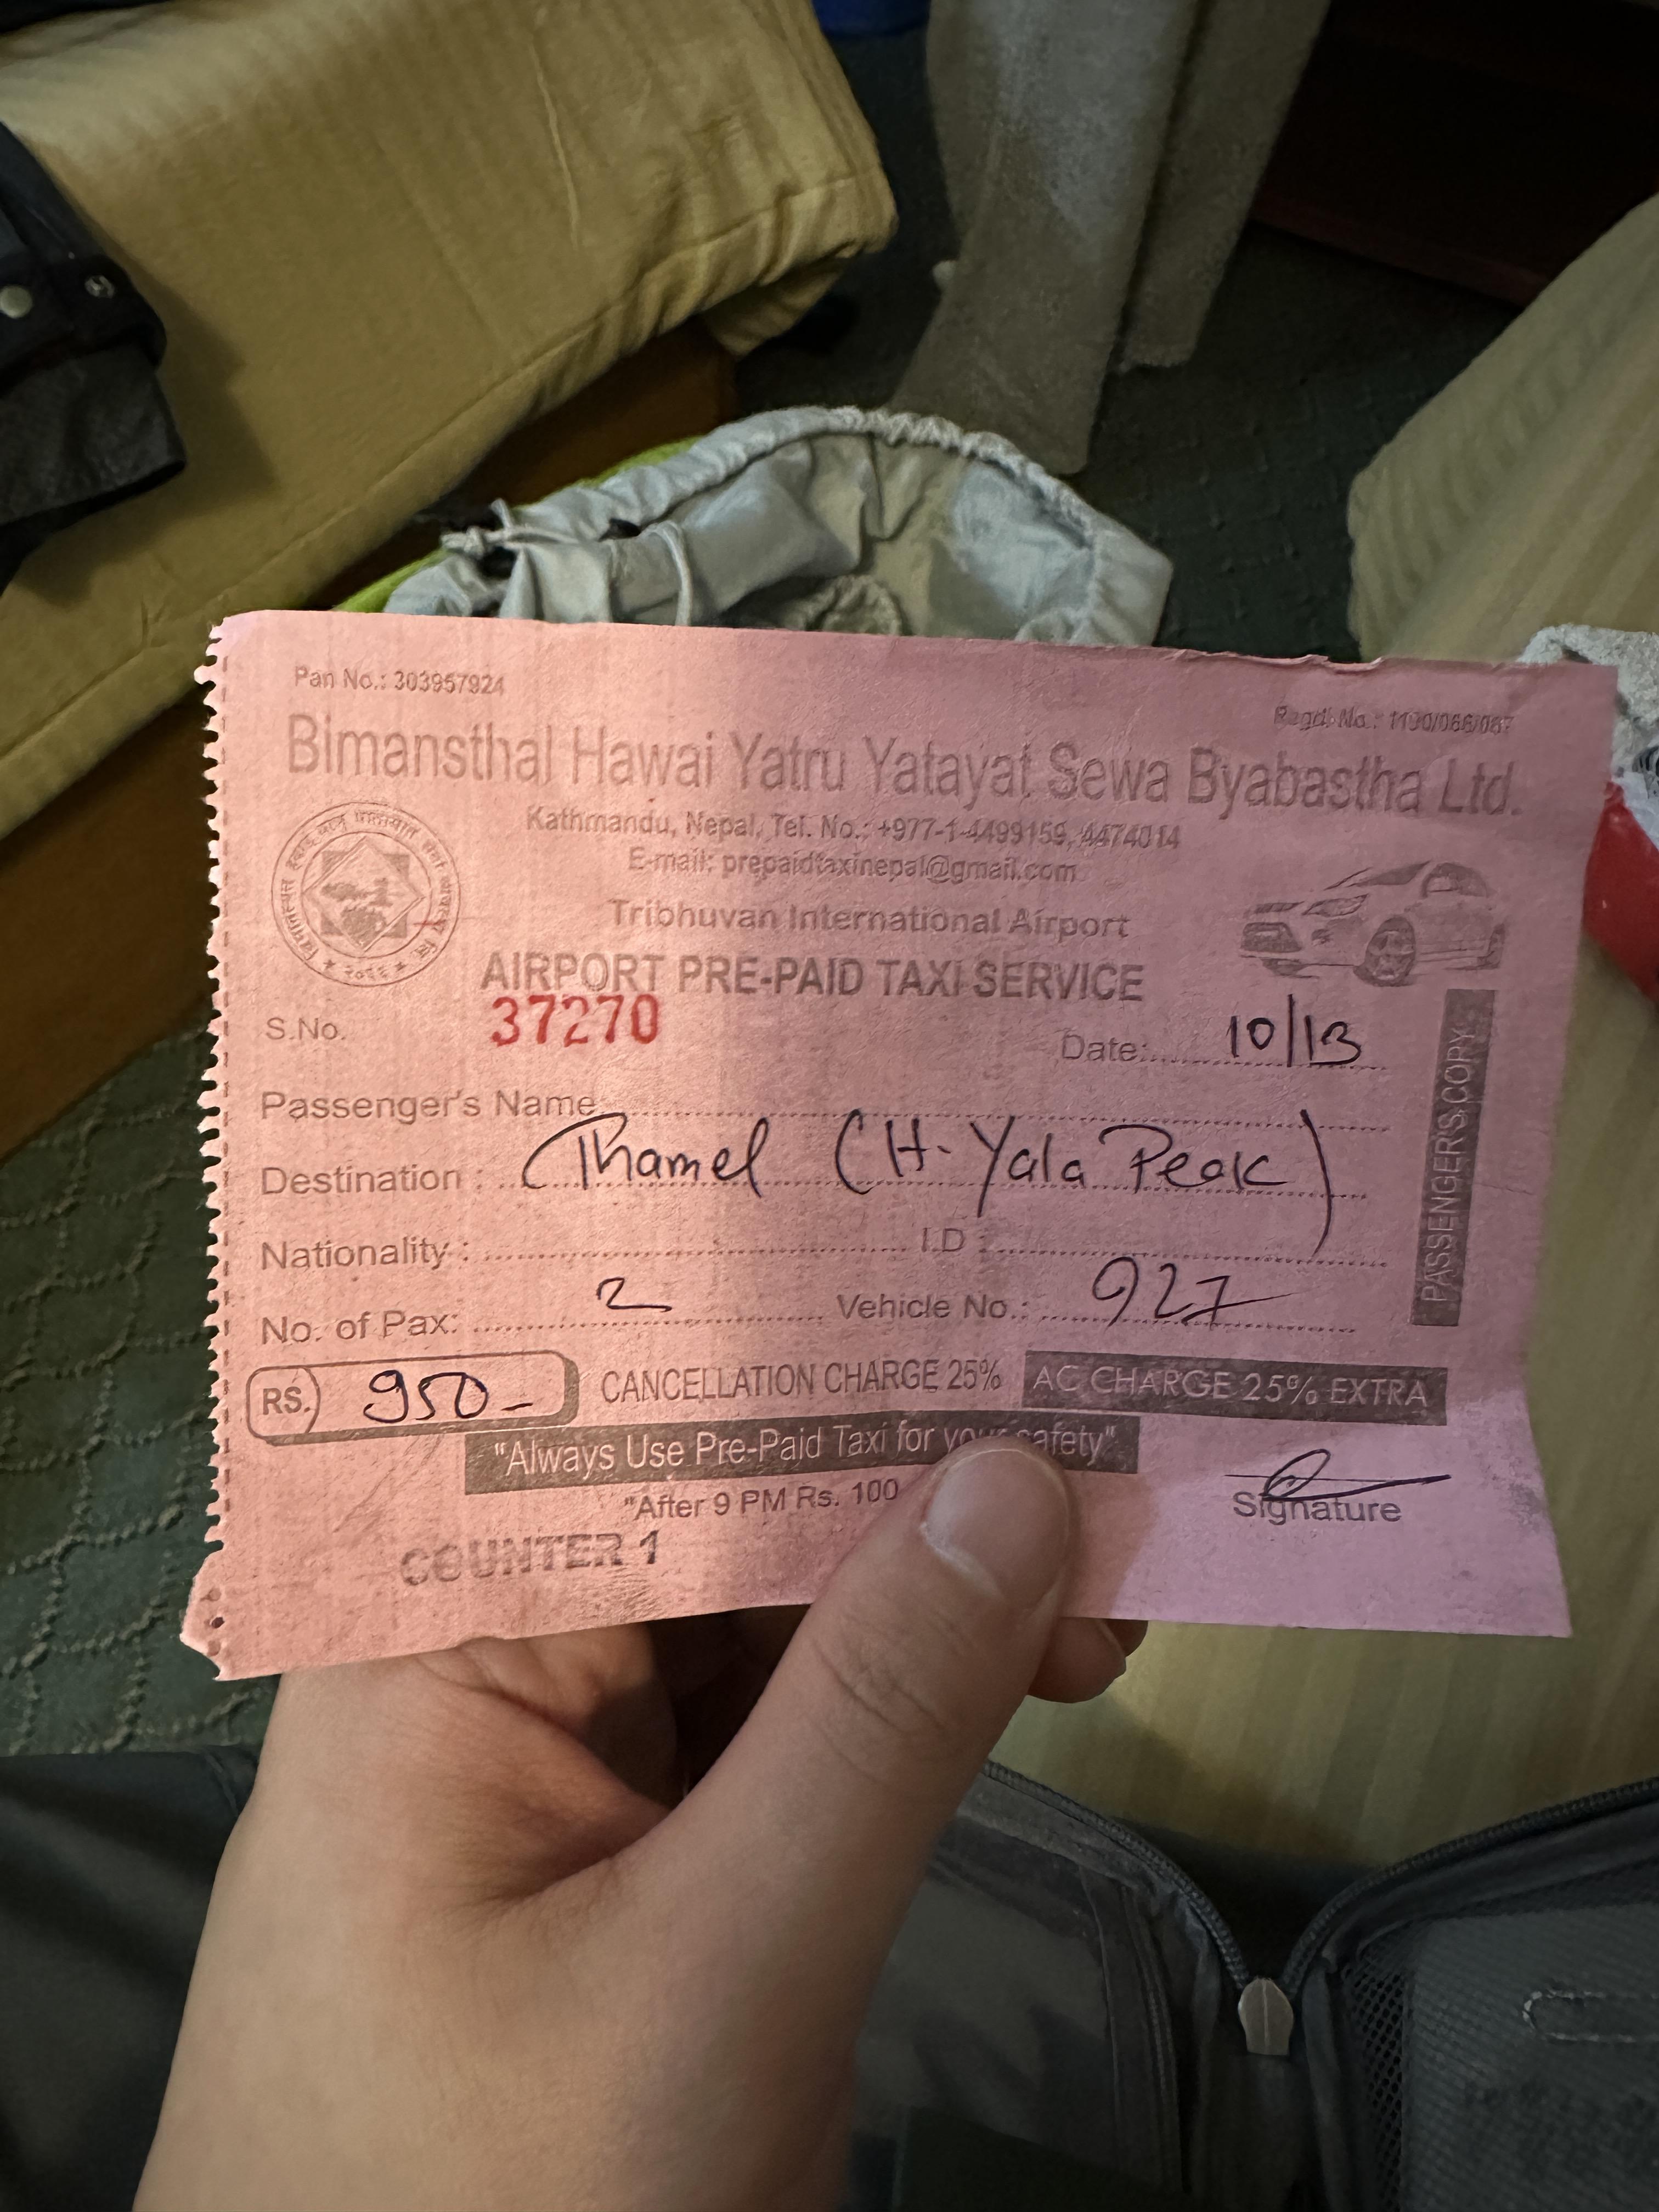 Pan No.: 303957924
Regd. No.: 1130/066/067
Bimansthal Hawai Yatru Yatayat Sewa Byabastha Ltd.
Kathmandu, Nepal, Tel. No.: +977-1-4499159, 4474014
E-mail: prepaidtaxinepal@gmail.com
Tribhuvan International Airport
AIRPORT PRE-PAID TAXI SERVICE
S.No. 37270
Date: 10/13
Passenger's Name
Destination : Thamel (H. Yala Peak)
Nationality : I.D :
No. of Pax: 2 Vehicle No.: 927
RS. 950- CANCELLATION CHARGE 25% AC CHARGE 25% EXTRA
"Always Use Pre-Paid Taxi for your safety"
"After 9 PM Rs. 100
Signature
COUNTER 1
PASSENGER'S COPY
२०६६